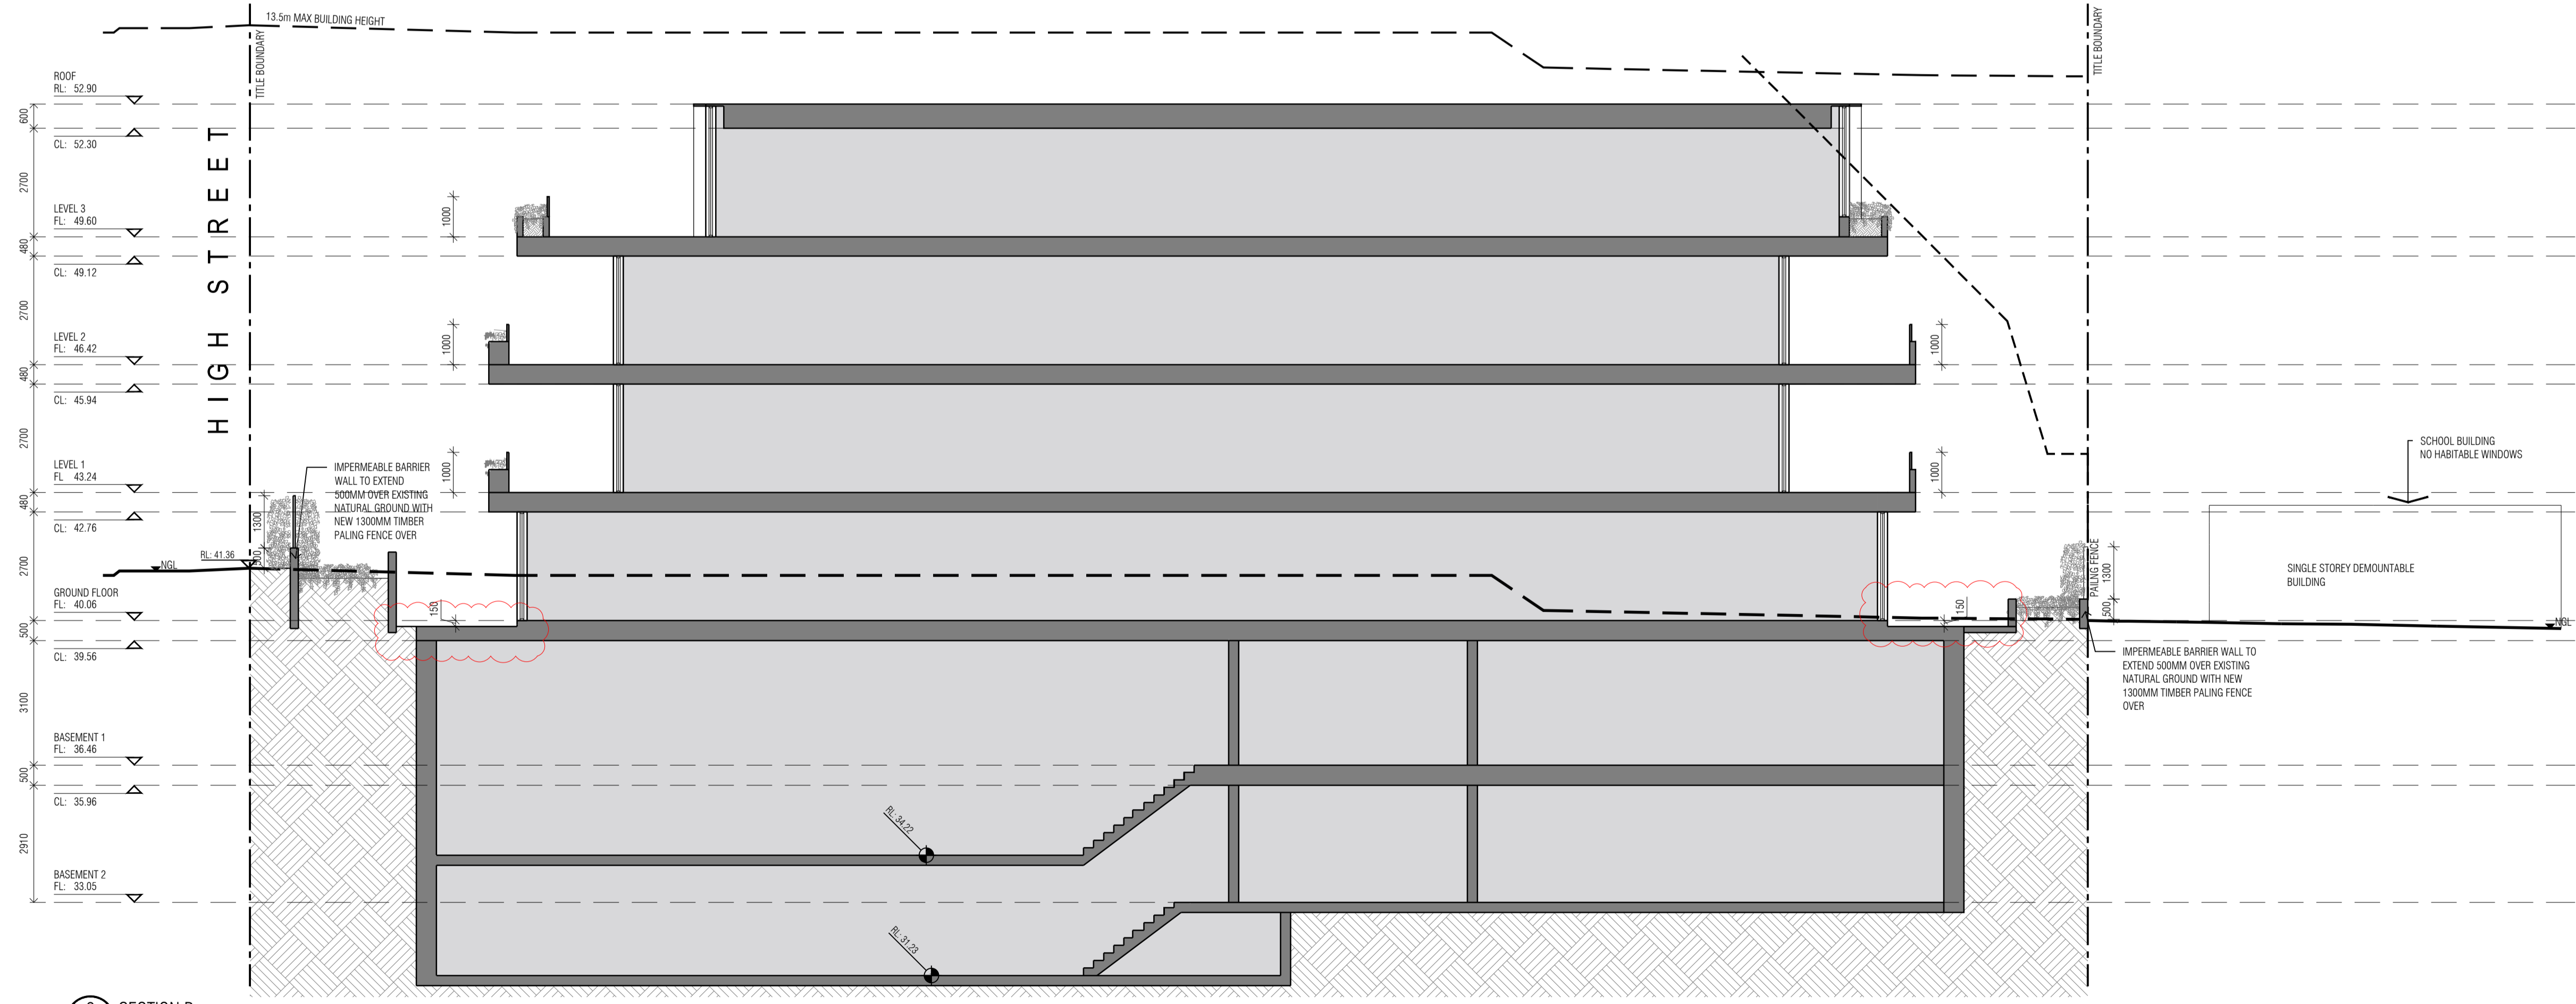 13.5m MAX BUILDING HEIGHT
TITLE BOUNDARY
TITLE BOUNDARY
HIGH STREET
ROOF
RL: 52.90
600
CL: 52.30
2700
LEVEL 3
FL: 49.60
480
CL: 49.12
2700
LEVEL 2
FL: 46.42
480
CL: 45.94
2700
LEVEL 1
FL 43.24
480
CL: 42.76
2700
GROUND FLOOR
FL: 40.06
500
CL: 39.56
3100
BASEMENT 1
FL: 36.46
500
CL: 35.96
2910
BASEMENT 2
FL: 33.05
1000
1000
1000
1000
1000
IMPERMEABLE BARRIER
WALL TO EXTEND
500MM OVER EXISTING
NATURAL GROUND WITH
NEW 1300MM TIMBER
PALING FENCE OVER
1300
RL: 41.36
NGL
150
150
RL: 34.22
RL: 31.23
PAILNG FENCE
1300
500
SCHOOL BUILDING
NO HABITABLE WINDOWS
SINGLE STOREY DEMOUNTABLE
BUILDING
NGL
IMPERMEABLE BARRIER WALL TO
EXTEND 500MM OVER EXISTING
NATURAL GROUND WITH NEW
1300MM TIMBER PALING FENCE
OVER